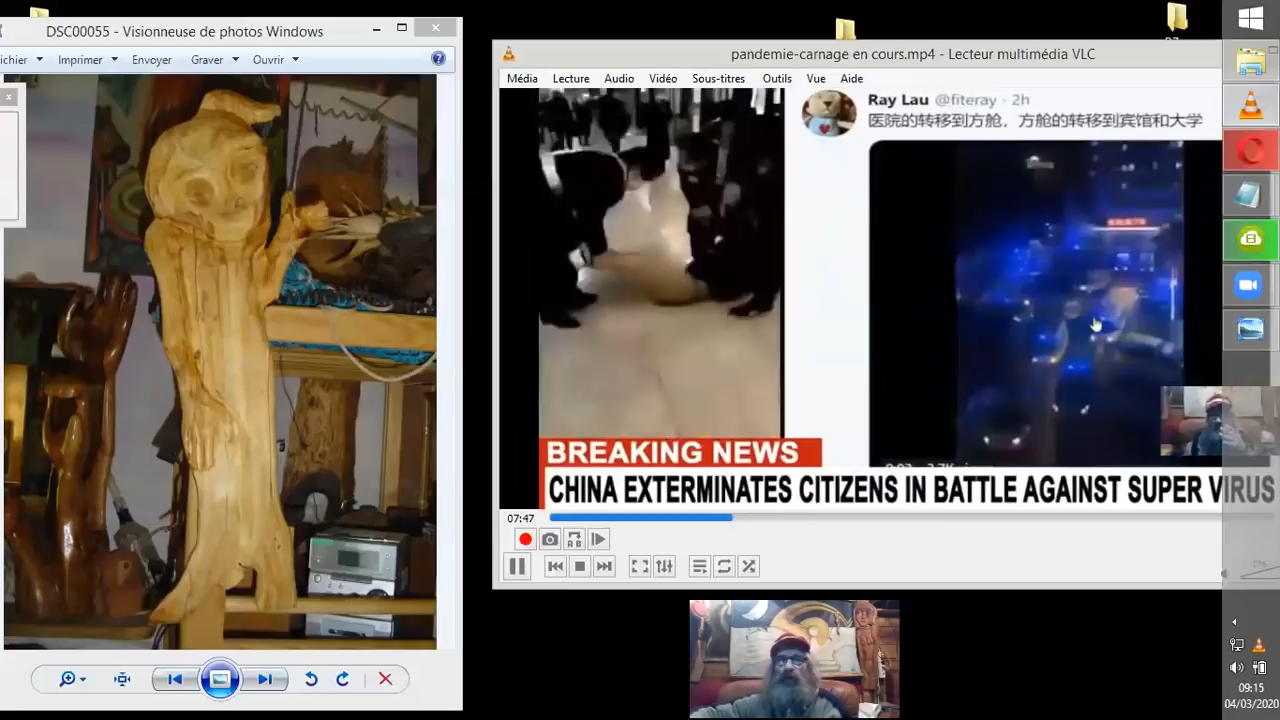 DSC00055 - Visionneuse de photos Windows
chier
Imprimer
Envoyer
Graver
Ouvrir
pandemie-carnage en cours.mp4 - Lecteur multimédia VLC
Média Lecture Audio Vidéo Sous-titres Outils Vue Aide
Ray Lau @fiteray · 2h
医院的转移到方舱，方舱的转移到宾馆和大学
BREAKING NEWS
CHINA EXTERMINATES CITIZENS IN BATTLE AGAINST SUPER VIRUS
07:47
09:15
04/03/2020